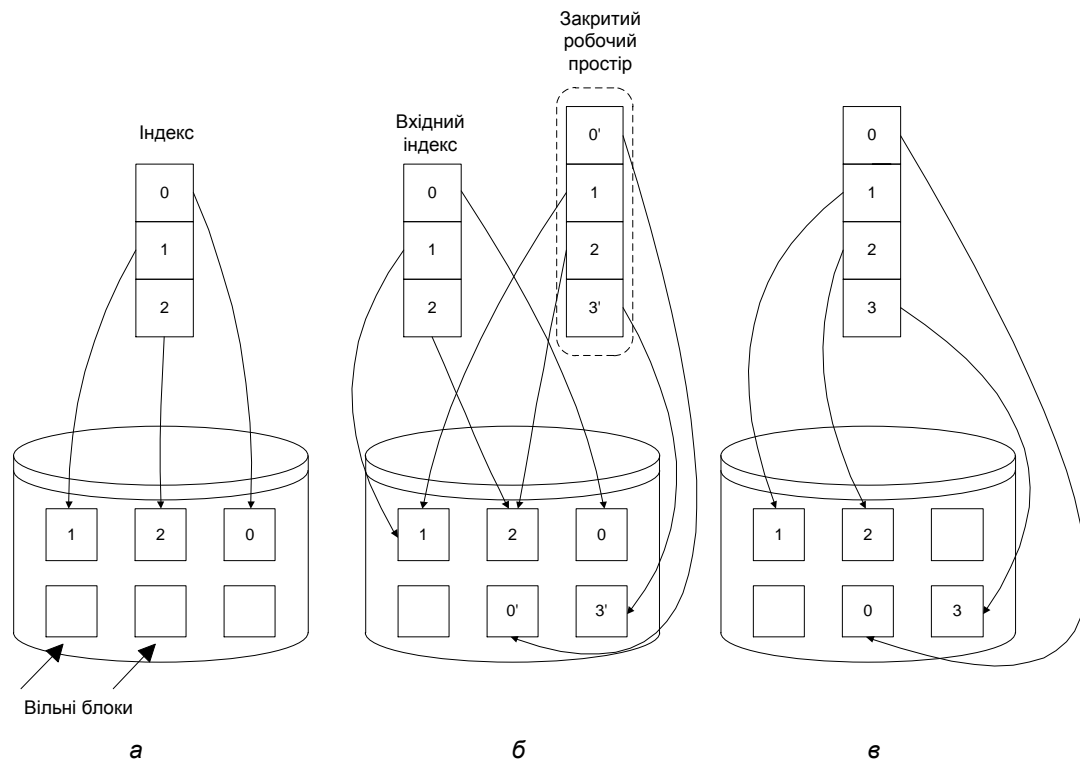 Закритий
робочий
простір
Індекс
Вхідний
індекс
0
1
2
0
1
2
0'
1
2
3'
0
1
2
3
1 2 0
1 2 0
0' 3'
1 2
0 3
Вільні блоки
а б в